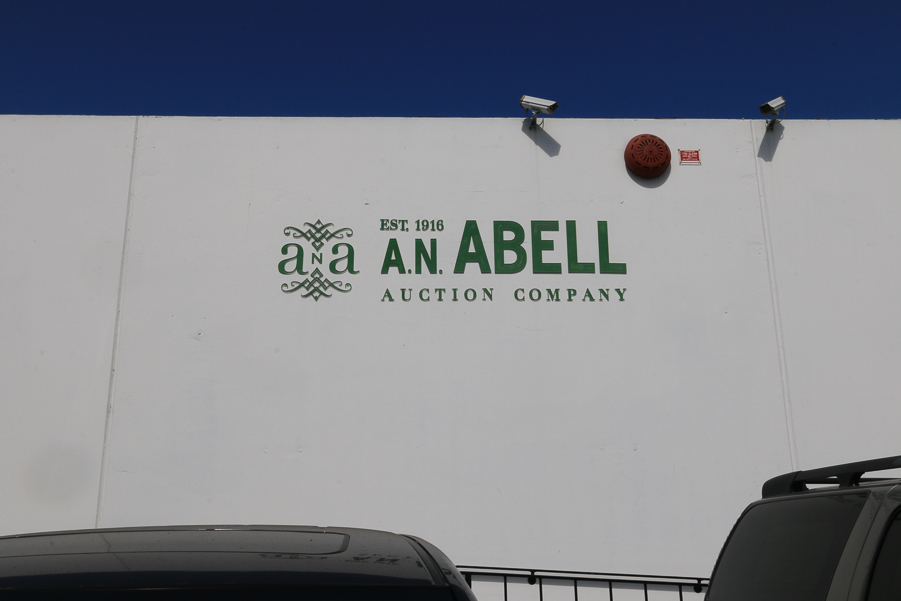 EST. 1916
aNa A.N. ABELL
AUCTION COMPANY